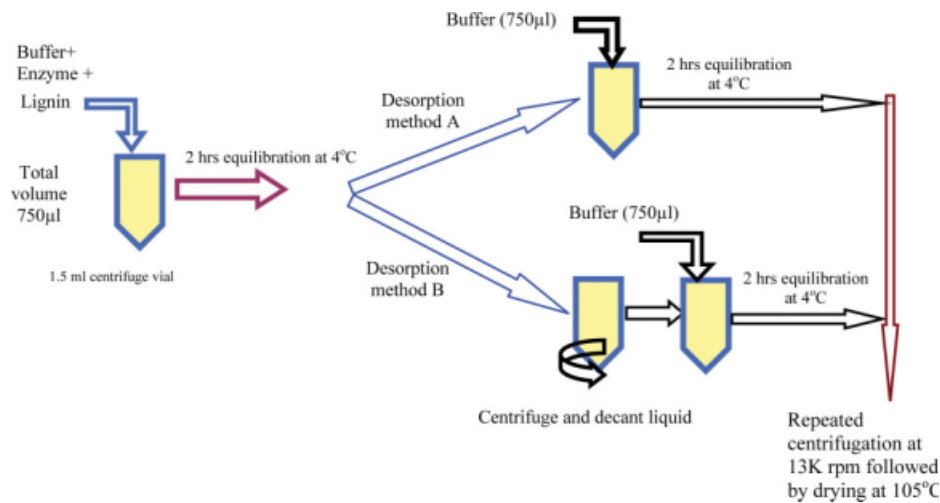 Buffer+
Enzyme +
Lignin
Total
volume
750µl
1.5 ml centrifuge vial
2 hrs equilibration at 4°C
Desorption
method A
Buffer (750µl)
2 hrs equilibration
at 4°C
Desorption
method B
Buffer (750µl)
2 hrs equilibration
at 4°C
Centrifuge and decant liquid
Repeated
centrifugation at
13K rpm followed
by drying at 105°C